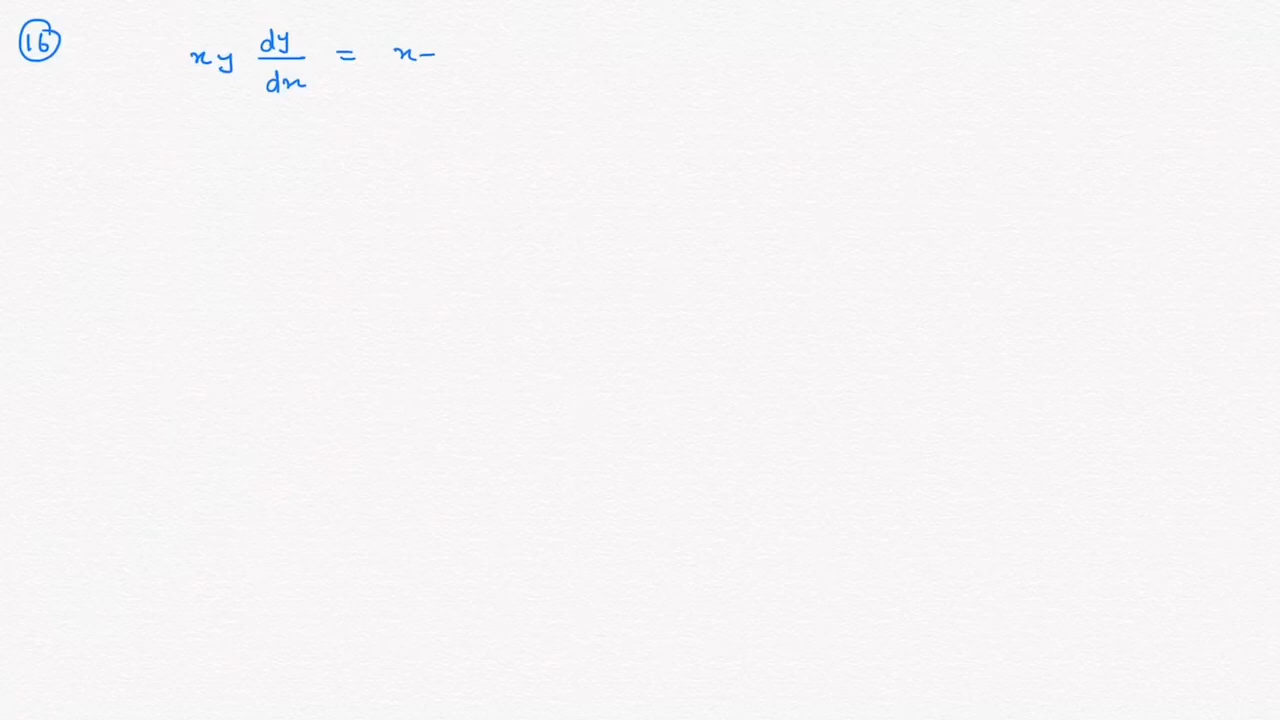 16 xy dy/dx = x-